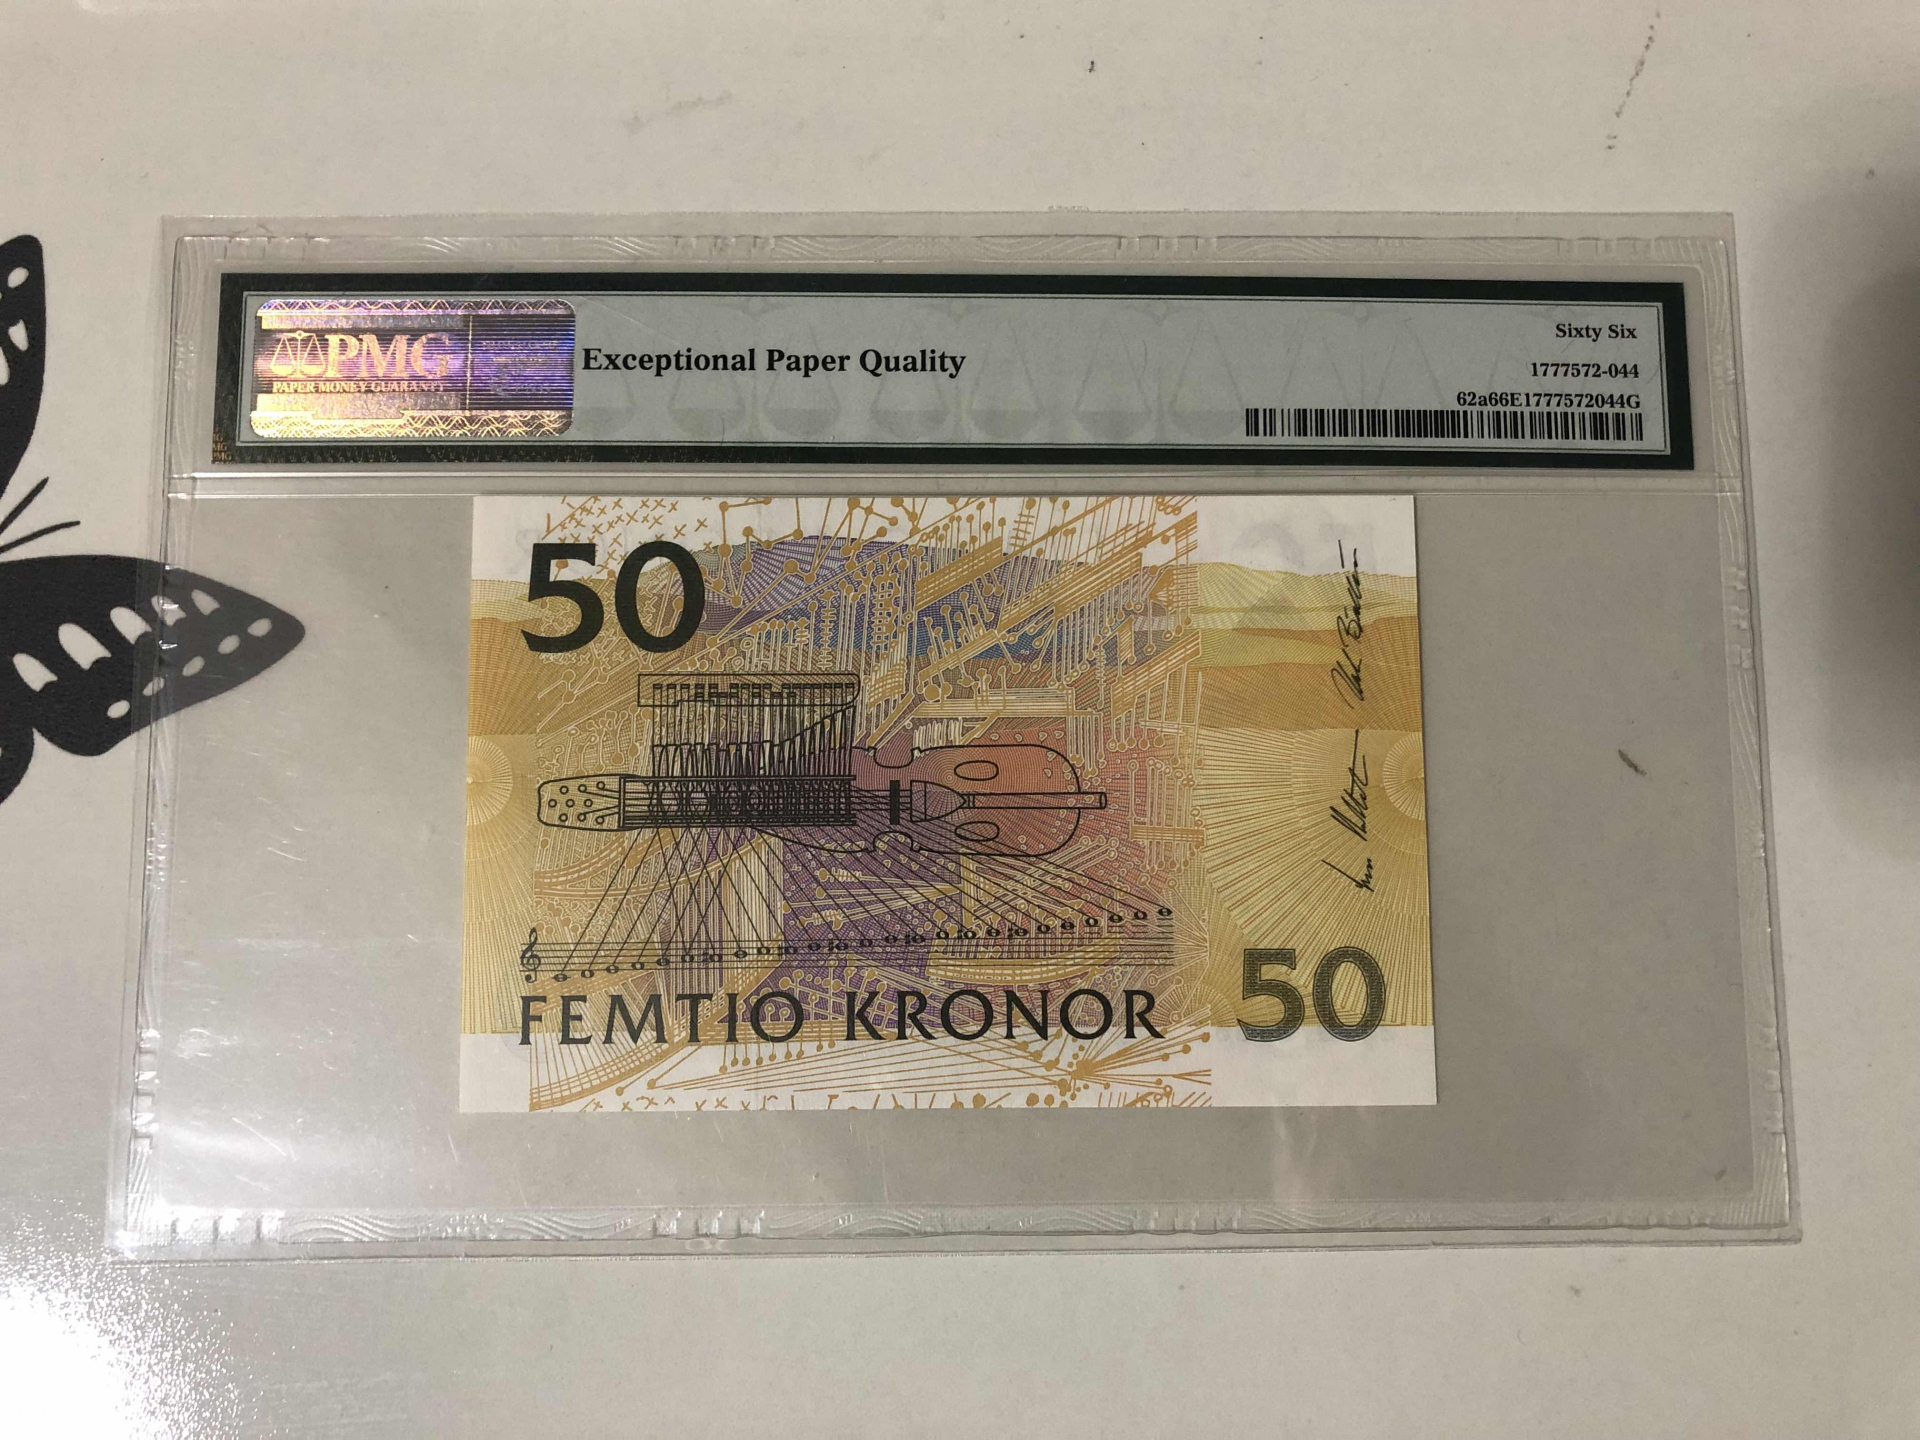 PMG
PAPER MONEY GUARANTY
Exceptional Paper Quality
Sixty Six
1777572-044
62a66E1777572044G
50
FEMTIO KRONOR
50